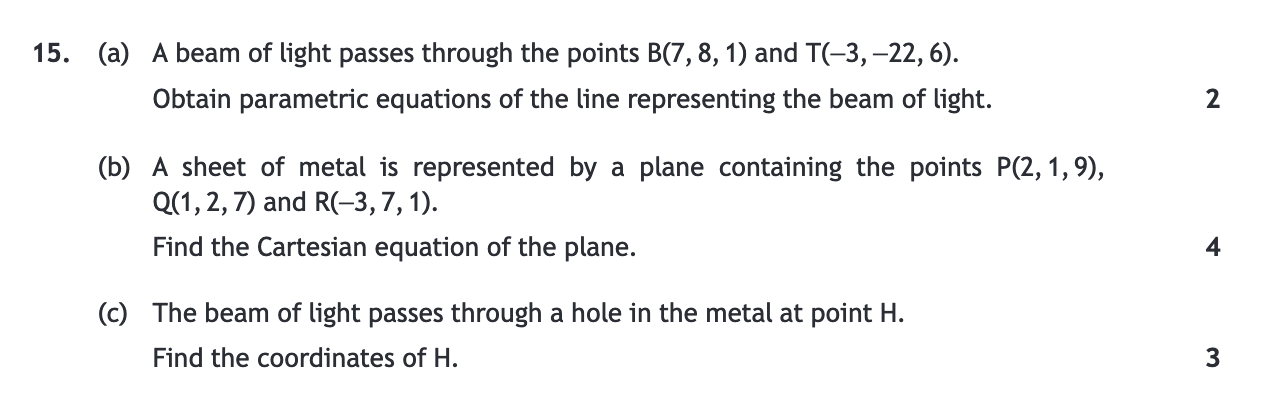 15. (a) A beam of light passes through the points B(7, 8, 1) and T(–3, –22, 6).
Obtain parametric equations of the line representing the beam of light. 2
(b) A sheet of metal is represented by a plane containing the points P(2, 1, 9),
Q(1, 2, 7) and R(–3, 7, 1).
Find the Cartesian equation of the plane. 4
(c) The beam of light passes through a hole in the metal at point H.
Find the coordinates of H. 3